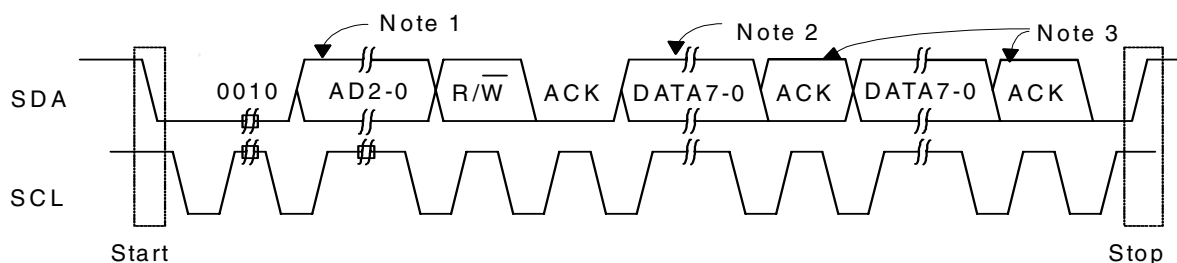 Note 1
Note 2
Note 3
SDA
0010 AD2-0 R/W̅ ACK DATA7-0 ACK DATA7-0 ACK
SCL
Start
Stop